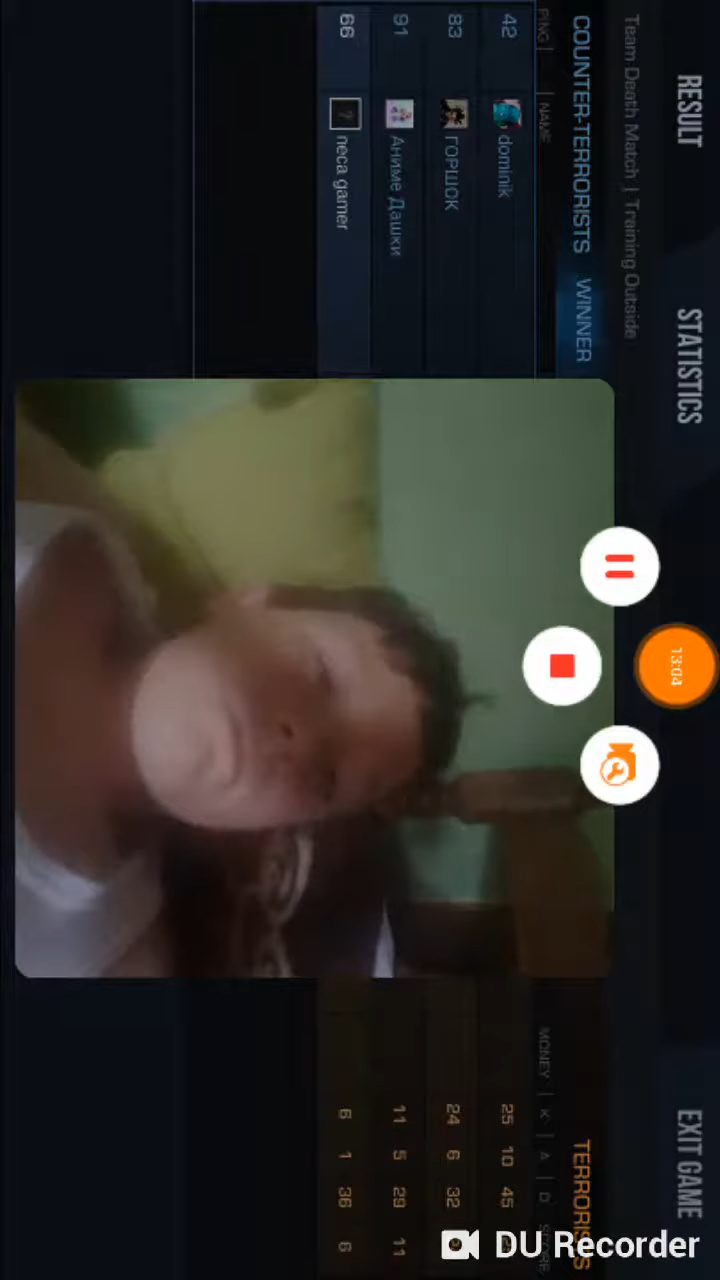 RESULT
STATISTICS
EXIT GAME
Team Death Match | Training Outside
COUNTER-TERRORISTS WINNER
TERRORISTS
PING | NAME
MONEY | K | A | D SCORE
42 dominik
25 10 45
83 ГОРШОК
24 6 32
91 Аниме Дашки
11 5 29 11
66 neca gamer
6 1 36 6
13:04
DU Recorder